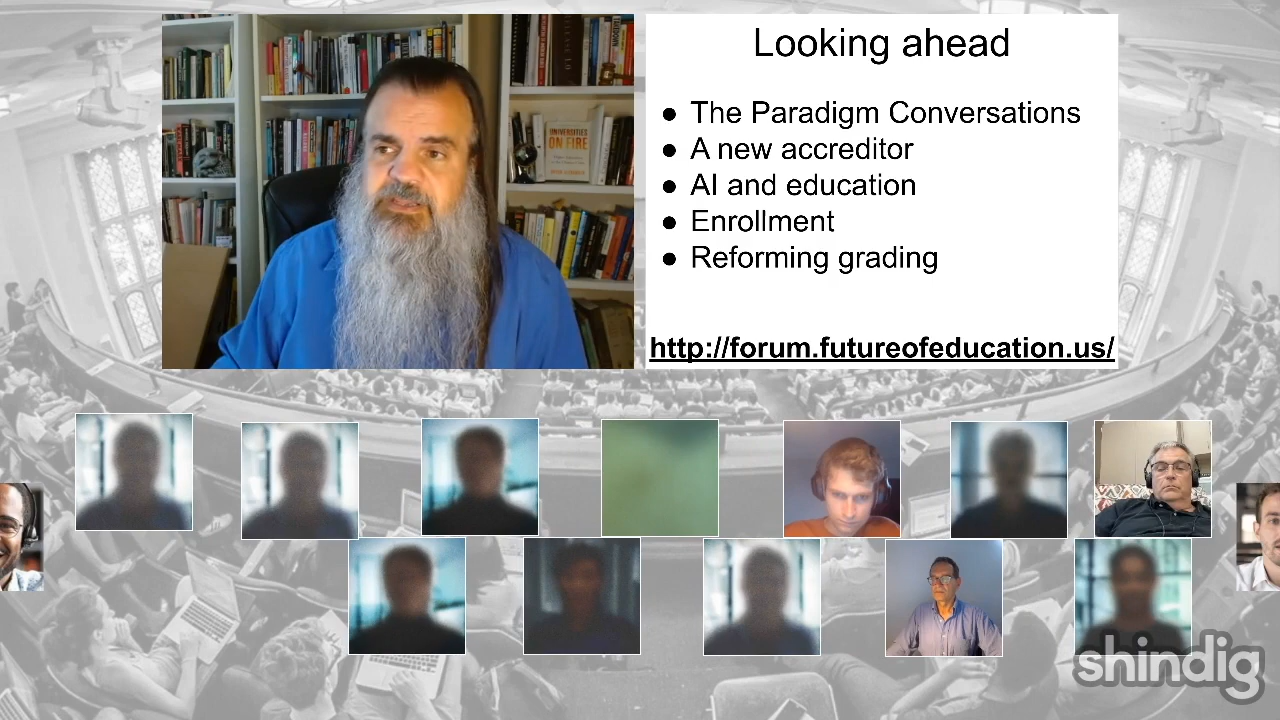 Looking ahead
● The Paradigm Conversations
● A new accreditor
● AI and education
● Enrollment
● Reforming grading
http://forum.futureofeducation.us/
UNIVERSITIES
ON FIRE
shindig